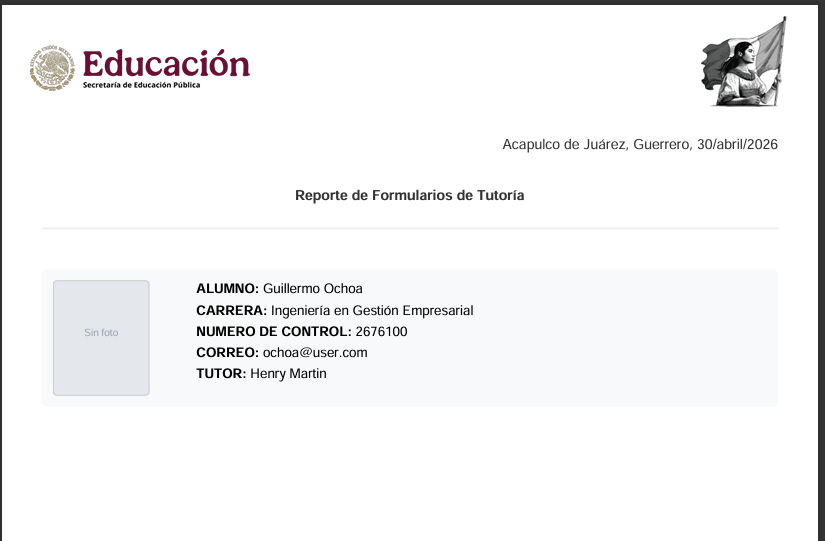 Educación
Secretaría de Educación Pública
Acapulco de Juárez, Guerrero, 30/abril/2026
Reporte de Formularios de Tutoría
Sin foto
ALUMNO: Guillermo Ochoa
CARRERA: Ingeniería en Gestión Empresarial
NUMERO DE CONTROL: 2676100
CORREO: ochoa@user.com
TUTOR: Henry Martin